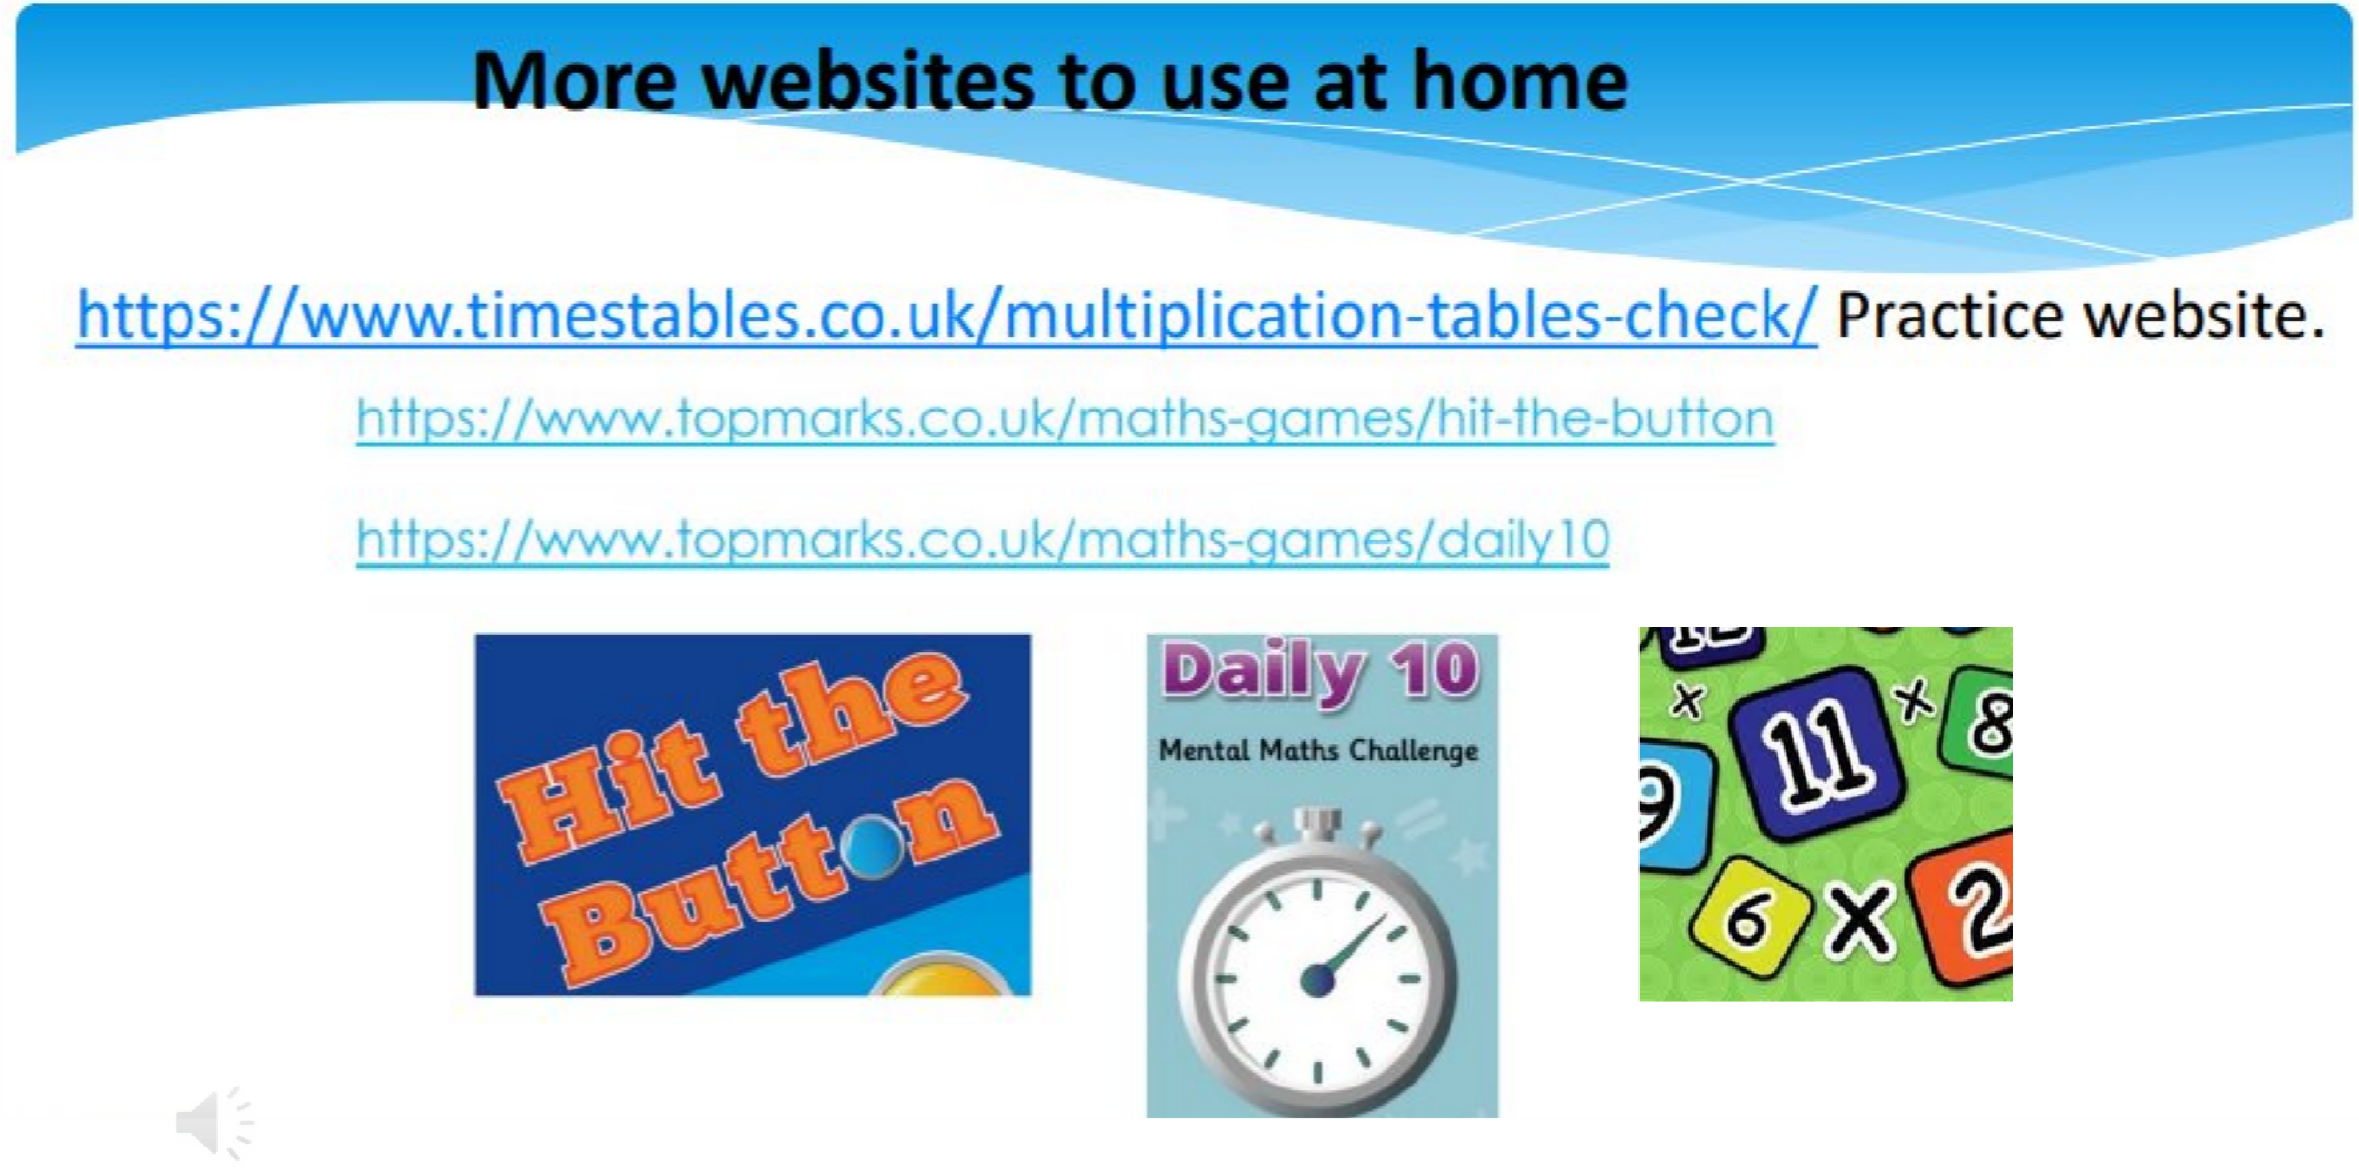 More websites to use at home
https://www.timestables.co.uk/multiplication-tables-check/ Practice website.
https://www.topmarks.co.uk/maths-games/hit-the-button
https://www.topmarks.co.uk/maths-games/daily10
Hit the
Button
Daily 10
Mental Maths Challenge
12
x 11 x 8
9
6 x 2